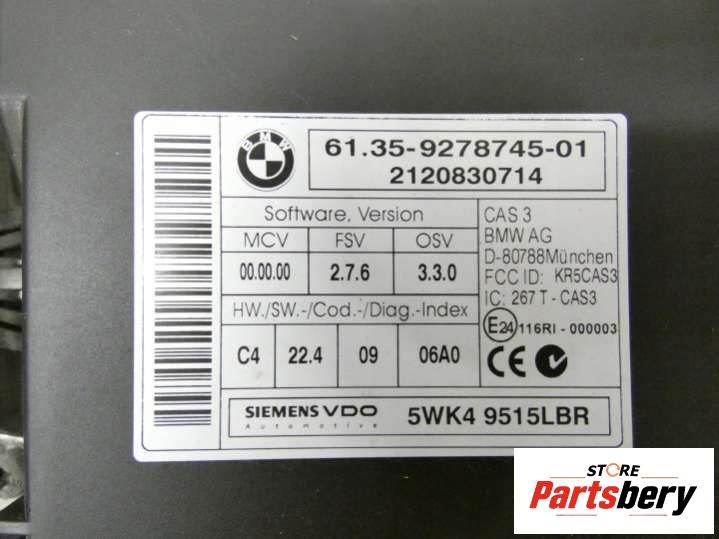 BMW
61.35-9278745-01
2120830714
Software, Version
MCV FSV OSV
00.00.00 2.7.6 3.3.0
HW./SW.-/Cod.-/Diag.-Index
C4 22.4 09 06A0
CAS 3
BMW AG
D-80788München
FCC ID: KR5CAS3
IC: 267 T - CAS3
E24 116RI - 000003
CE
SIEMENS VDO 5WK4 9515LBR
Automotive
STORE
Partsbery